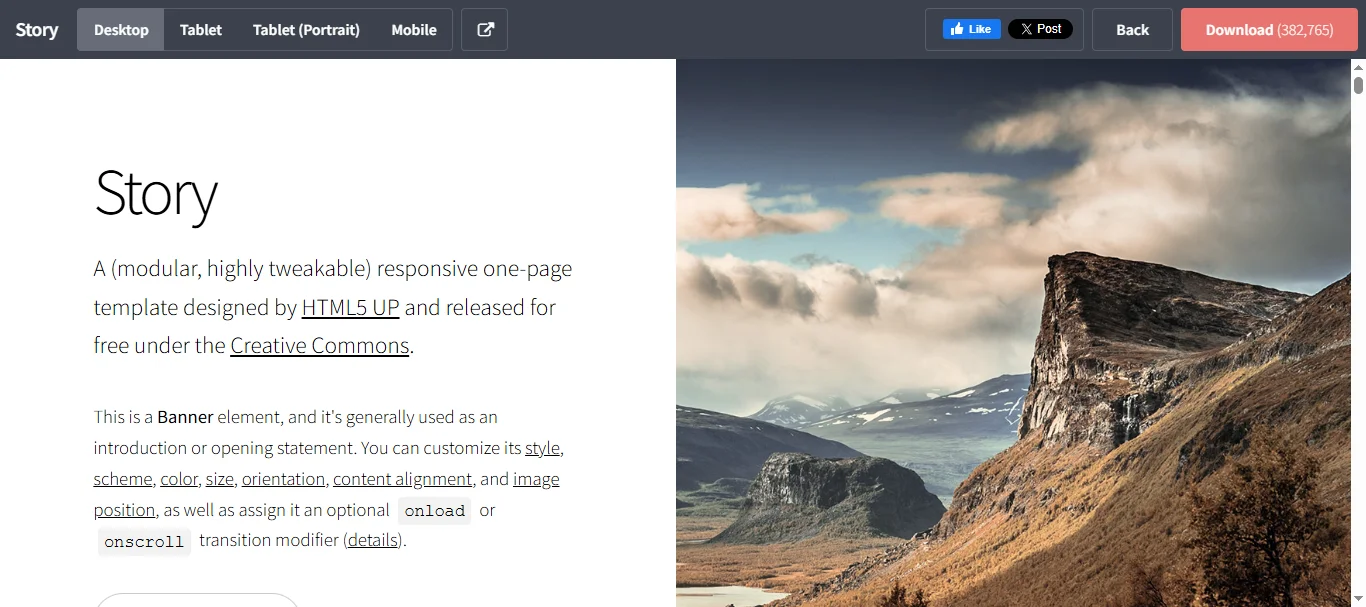 Story Desktop Tablet Tablet (Portrait) Mobile Like Post Back Download (382,765)
Story
A (modular, highly tweakable) responsive one-page
template designed by HTML5 UP and released for
free under the Creative Commons.
This is a Banner element, and it's generally used as an
introduction or opening statement. You can customize its style,
scheme, color, size, orientation, content alignment, and image
position, as well as assign it an optional onload or
onscroll transition modifier (details).